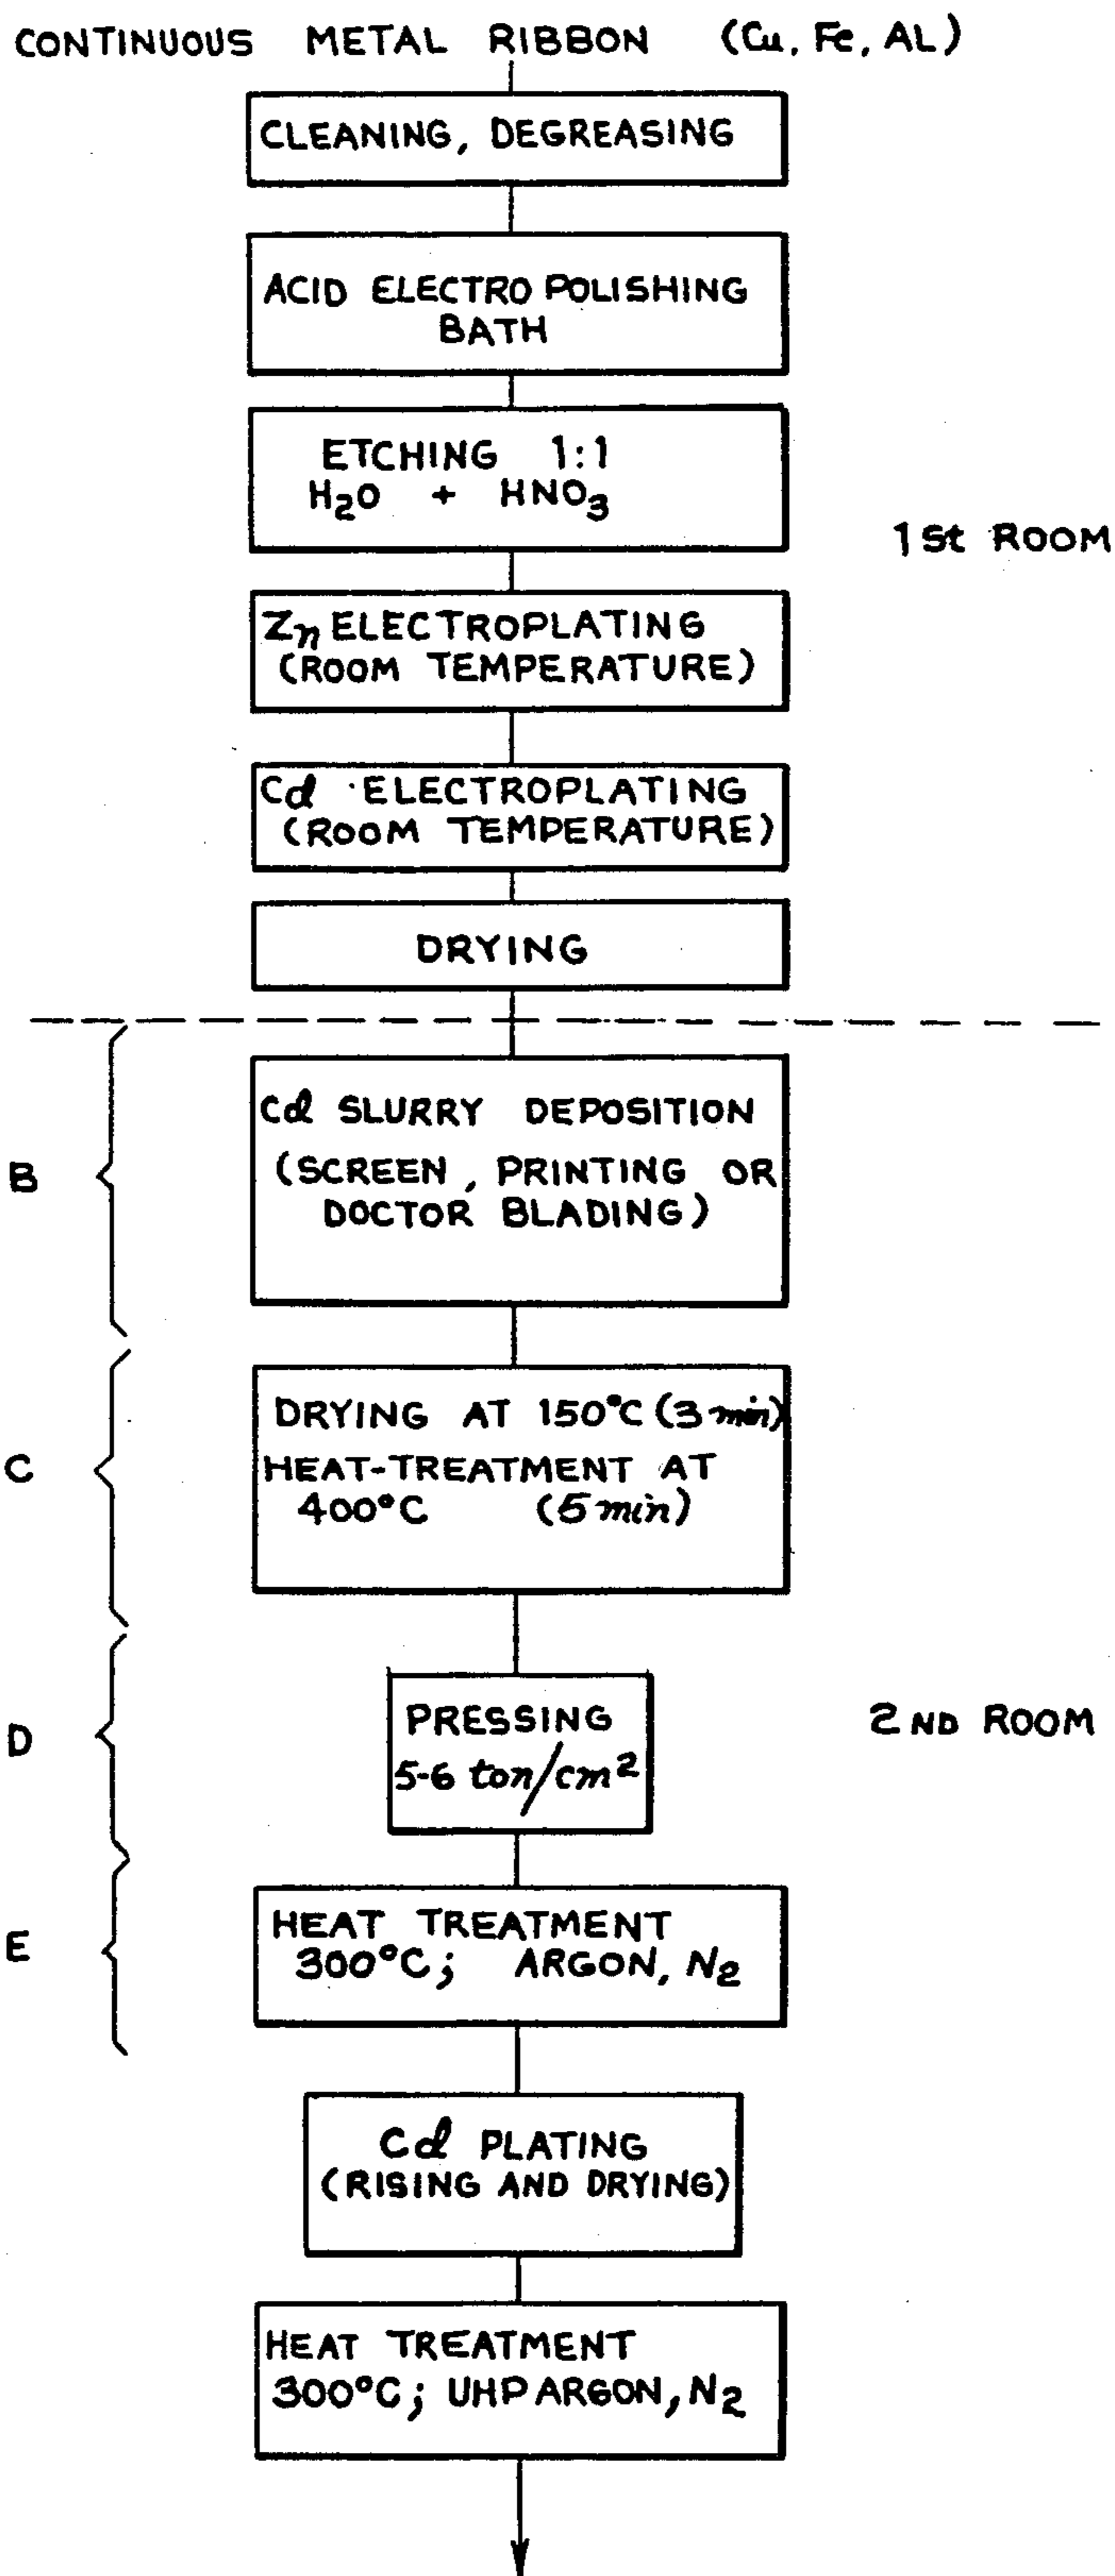 CONTINUOUS METAL RIBBON (Cu, Fe, AL)
CLEANING, DEGREASING
ACID ELECTRO POLISHING
BATH
ETCHING 1:1
H2O + HNO3
1St ROOM
Zn ELECTROPLATING
(ROOM TEMPERATURE)
Cd ELECTROPLATING
(ROOM TEMPERATURE)
DRYING
B
Cd SLURRY DEPOSITION
(SCREEN, PRINTING OR
DOCTOR BLADING)
C
DRYING AT 150°C (3 min)
HEAT-TREATMENT AT
400°C (5 min)
D
PRESSING
5-6 ton/cm2
2ND ROOM
E
HEAT TREATMENT
300°C; ARGON, N2
Cd PLATING
(RISING AND DRYING)
HEAT TREATMENT
300°C; UHP ARGON, N2